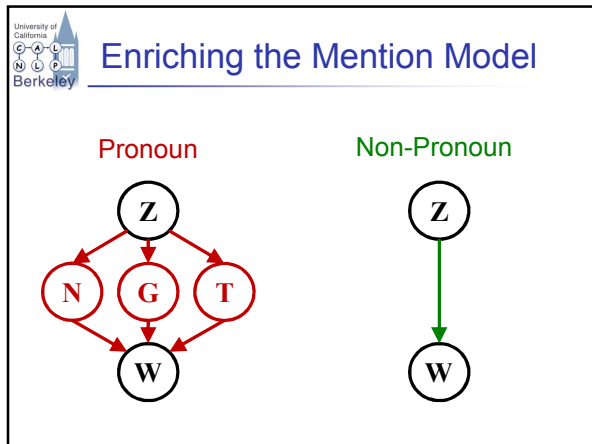 University of
California
C A L
N L P
Berkeley
Enriching the Mention Model
Pronoun
Non-Pronoun
Z
Z
N G T
W
W